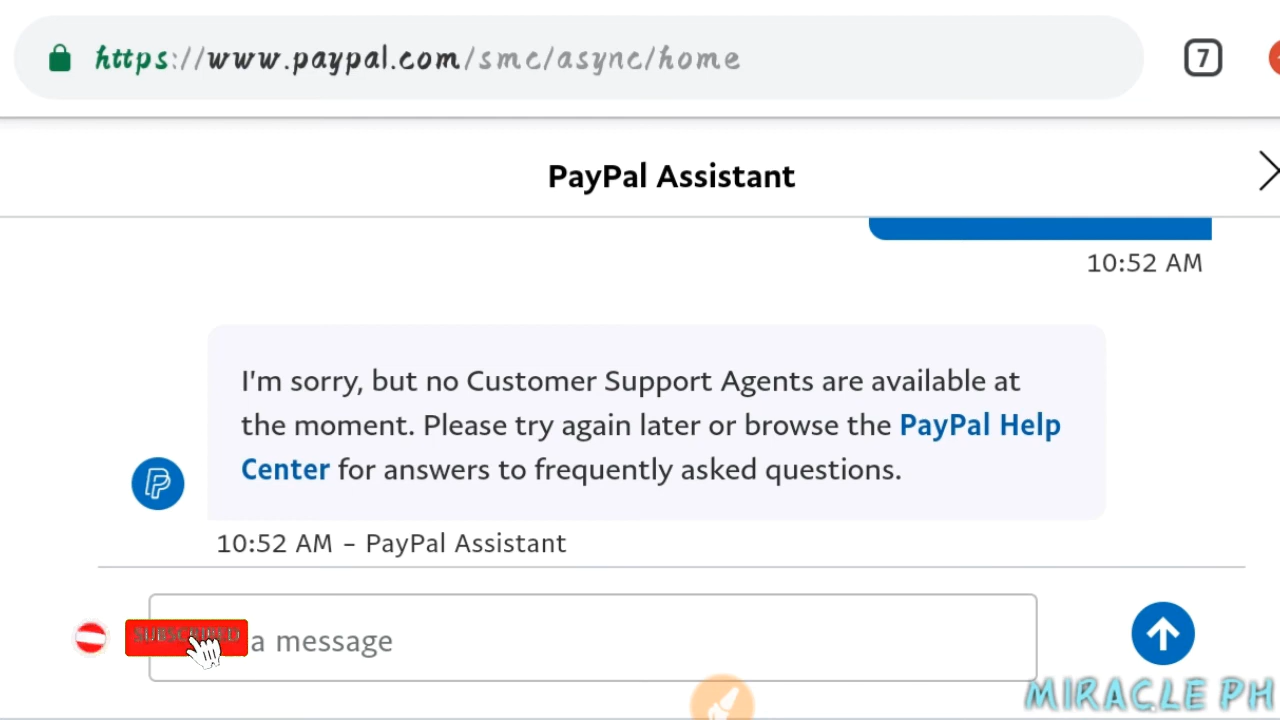 https://www.paypal.com/smc/async/home
7
PayPal Assistant
10:52 AM
I'm sorry, but no Customer Support Agents are available at
the moment. Please try again later or browse the PayPal Help
Center for answers to frequently asked questions.
10:52 AM – PayPal Assistant
SUBSCRIBED
a message
MIRACLE PH